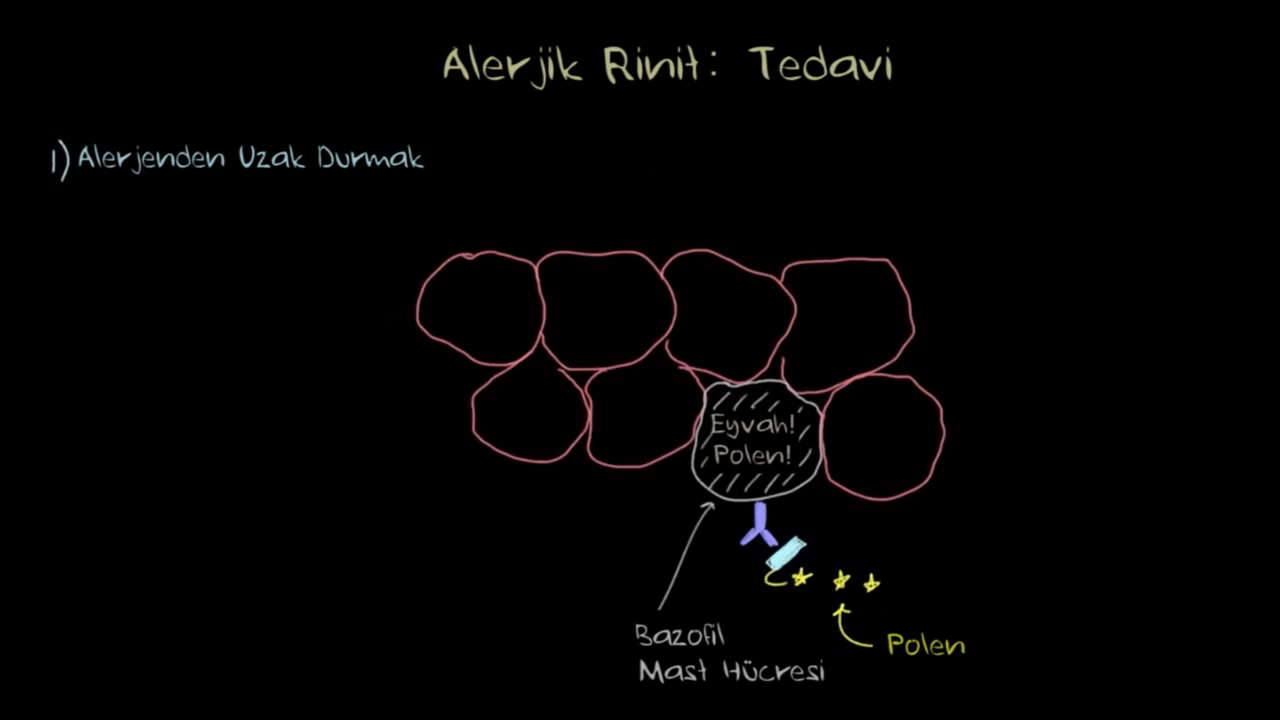 Alerjik Rinit: Tedavi
1) Alerjenden Uzak Durmak
Eyvah!
Polen!
Bazofil
Mast Hücresi
Polen